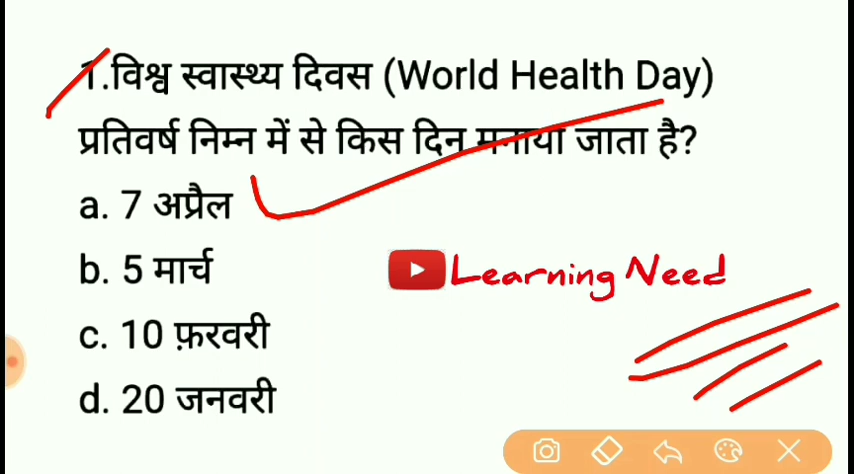 1.विश्व स्वास्थ्य दिवस (World Health Day)
प्रतिवर्ष निम्न में से किस दिन मनाया जाता है?
a. 7 अप्रैल
b. 5 मार्च
Learning Need
c. 10 फ़रवरी
d. 20 जनवरी